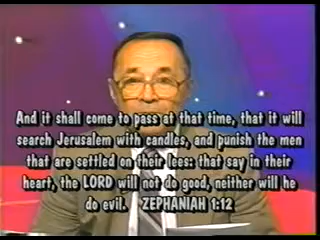 And it shall come to pass at that time, that it will
search Jerusalem with candles, and punish the men
that are settled on their lees: that say in their
heart, the LORD will not do good, neither will he
do evil. ZEPHANIAH 1:12